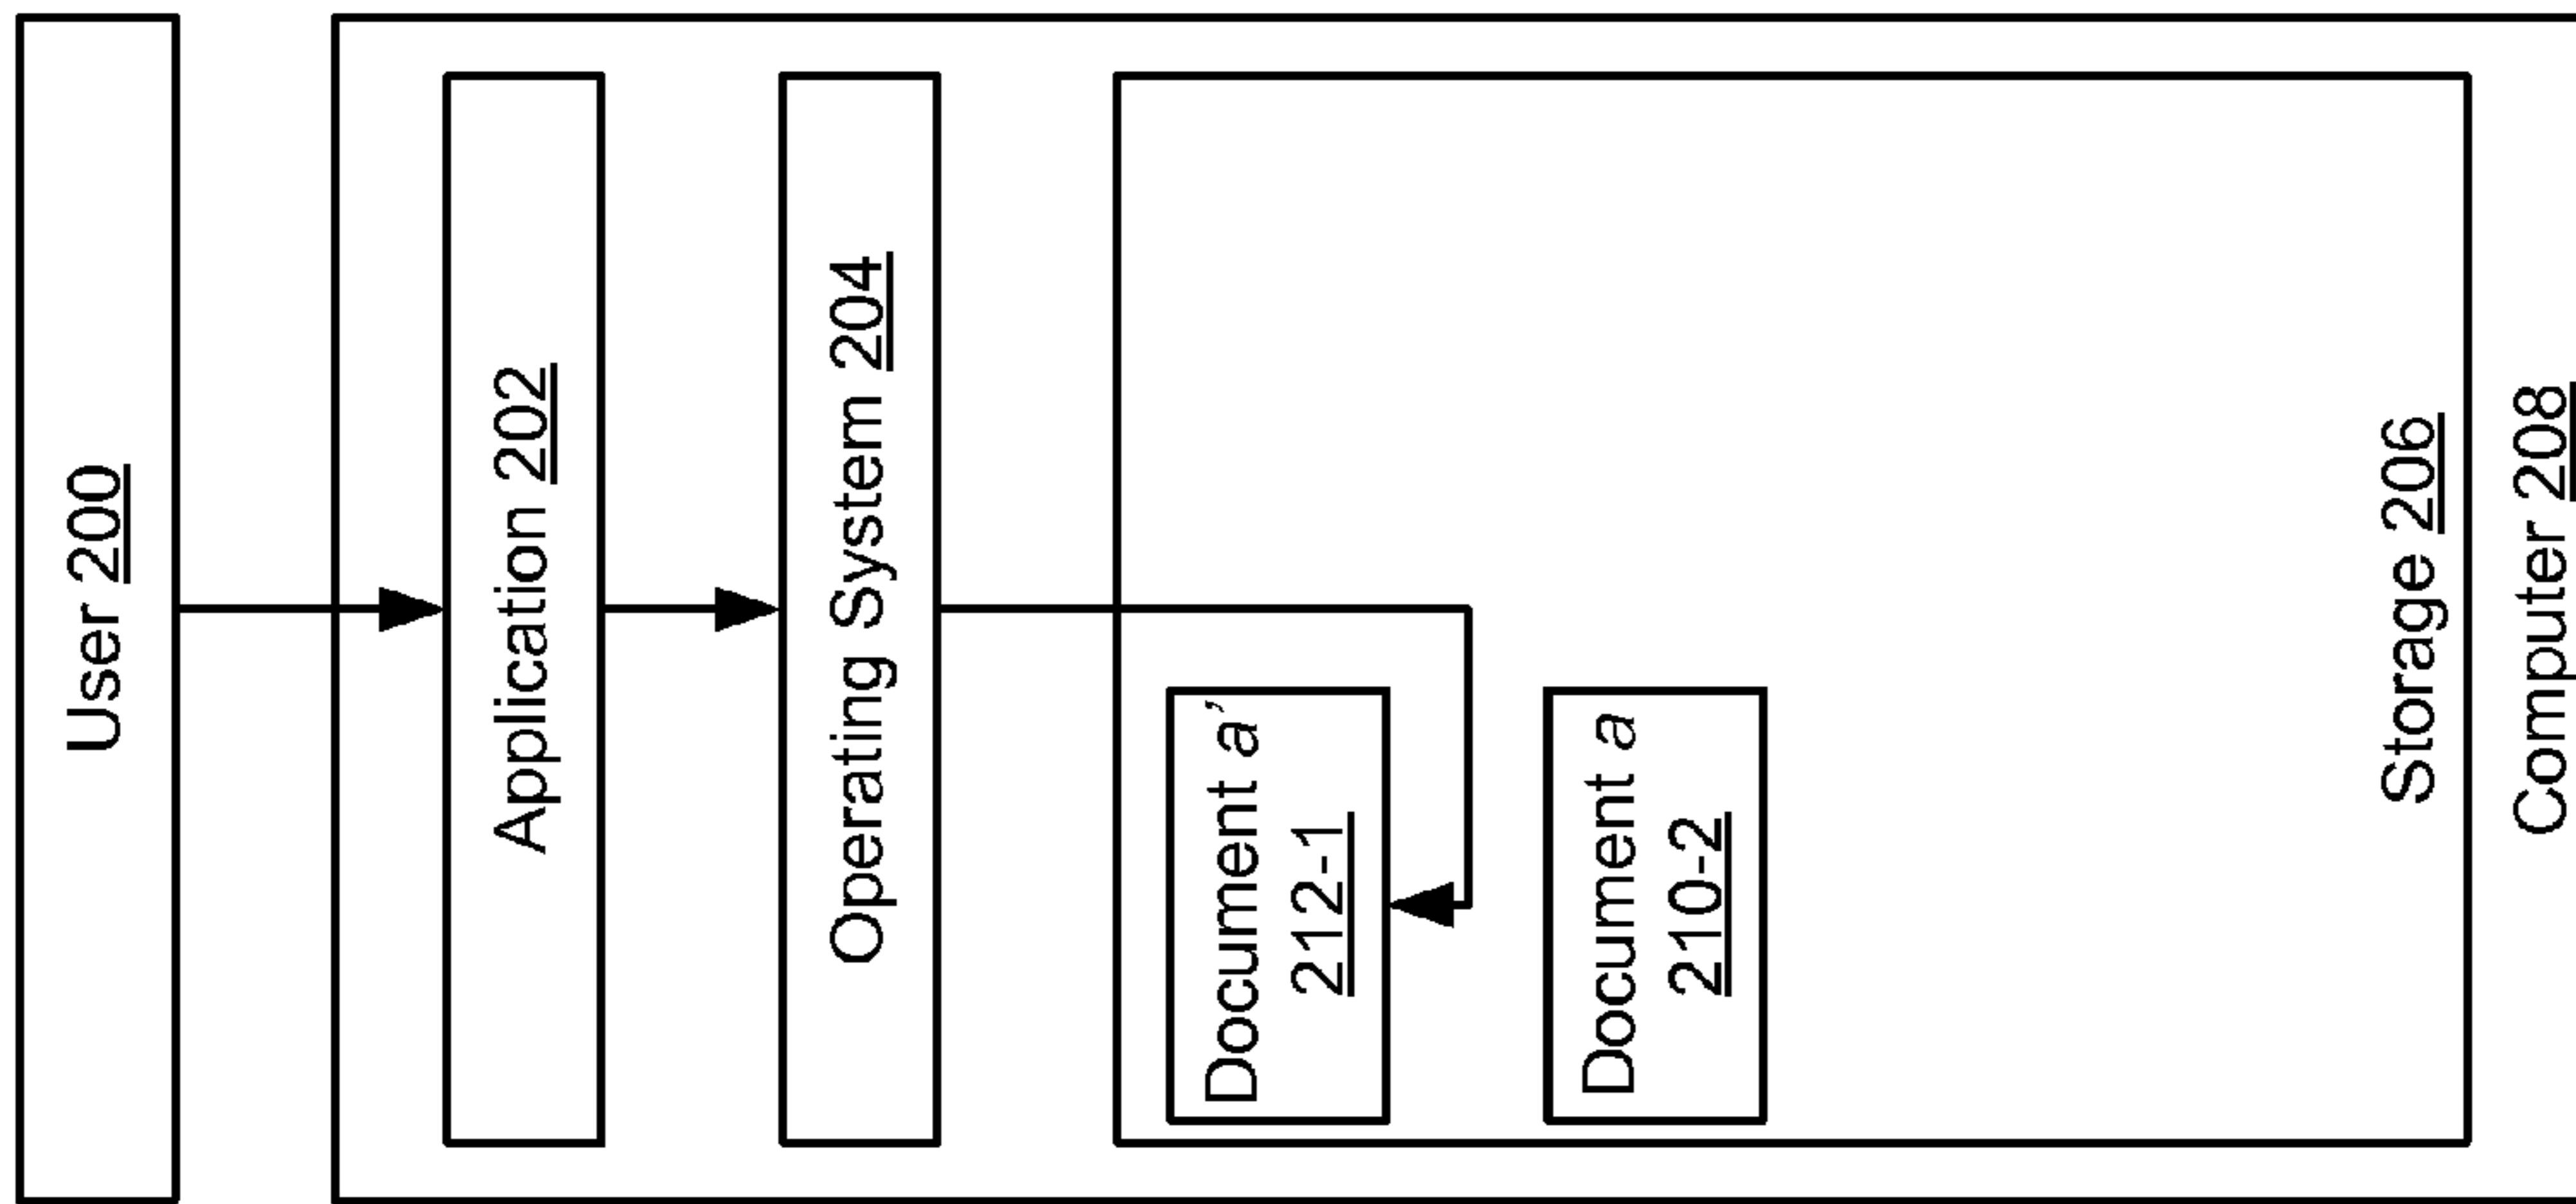 User 200
Application 202
Operating System 204
Document a’
212-1
Document a
210-2
Storage 206
Computer 208